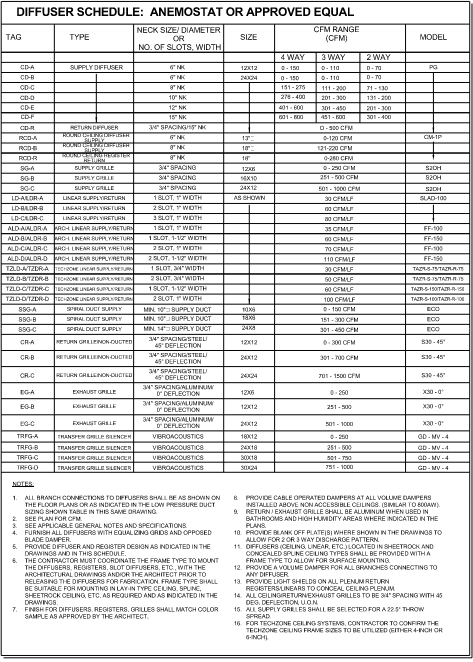 DIFFUSER SCHEDULE: ANEMOSTAT OR APPROVED EQUAL
TAG TYPE NECK SIZE/ DIAMETER OR NO. OF SLOTS, WIDTH SIZE CFM RANGE (CFM) MODEL
4 WAY 3 WAY 2 WAY
CD-A SUPPLY DIFFUSER 6" NK 12X12 0 - 150 0 - 110 0 - 70 PG
CD-B 6" NK 24X24 0 - 150 0 - 110 0 - 70
CD-C 8" NK 151 - 275 111 - 200 71 - 130
CD-D 10" NK 276 - 400 201 - 300 131 - 200
CD-E 12" NK 401 - 600 301 - 450 201 - 300
CD-F 15" NK 601 - 800 451 - 600 301 - 400
CD-R RETURN DIFFUSER 3/4" SPACING/15" NK 0 - 500 CFM
RCD-A ROUND CEILING DIFFUSER SUPPLY 6" NK 13" 0-120 CFM CM-1P
RCD-B ROUND CEILING DIFFUSER SUPPLY 8" NK 18" 121-220 CFM
RCD-R ROUND CEILING REGISTER RETURN 8" NK 18" 0-280 CFM
SG-A SUPPLY GRILLE 3/4" SPACING 12X6 0 - 250 CFM S2OH
SG-B SUPPLY GRILLE 3/4" SPACING 16X10 251 - 500 CFM S2OH
SG-C SUPPLY GRILLE 3/4" SPACING 24X12 501 - 1000 CFM S2OH
LD-A/LDR-A LINEAR SUPPLY/RETURN 1 SLOT, 1" WIDTH AS SHOWN 30 CFM/LF SLAD-100
LD-B/LDR-B LINEAR SUPPLY/RETURN 2 SLOT, 1" WIDTH 60 CFM/LF
LD-C/LDR-C LINEAR SUPPLY/RETURN 3 SLOT, 1" WIDTH 80 CFM/LF
ALD-A/ALDR-A ARCH-L LINEAR SUPPLY/RETURN 1 SLOT, 1" WIDTH 35 CFM/LF FF-100
ALD-B/ALDR-B ARCH-L LINEAR SUPPLY/RETURN 1 SLOT, 1-1/2" WIDTH 60 CFM/LF FF-150
ALD-C/ALDR-C ARCH-L LINEAR SUPPLY/RETURN 2 SLOT, 1" WIDTH 70 CFM/LF FF-100
ALD-D/ALDR-D ARCH-L LINEAR SUPPLY/RETURN 2 SLOT, 1-1/2" WIDTH 110 CFM/LF FF-150
TZLD-A/TZDR-A TECHZONE LINEAR SUPPLY/RETURN 1 SLOT, 3/4" WIDTH 30 CFM/LF TAZR-S-75/TAZR-R-75
TZLD-B/TZDR-B TECHZONE LINEAR SUPPLY/RETURN 2 SLOT, 3/4" WIDTH 50 CFM/LF TAZR-S-75/TAZR-R-75
TZLD-C/TZDR-C TECHZONE LINEAR SUPPLY/RETURN 1 SLOT, 1-1/2" WIDTH 60 CFM/LF TAZR-S-150/TAZR-R-150
TZLD-D/TZDR-D TECHZONE LINEAR SUPPLY/RETURN 2 SLOT, 1" WIDTH 100 CFM/LF TAZR-S-100/TAZR-R-100
SSG-A SPIRAL DUCT SUPPLY MIN. 10" SUPPLY DUCT 10X6 0 - 150 CFM ECO
SSG-B SPIRAL DUCT SUPPLY MIN. 16" SUPPLY DUCT 18X6 151 - 300 CFM ECO
SSG-C SPIRAL DUCT SUPPLY MIN. 14" SUPPLY DUCT 24X8 301 - 450 CFM ECO
CR-A RETURN GRILLE/NON-DUCTED 3/4" SPACING/STEEL/ 45° DEFLECTION 12X12 0 - 300 CFM S30 - 45°
CR-B RETURN GRILLE/NON-DUCTED 3/4" SPACING/STEEL/ 45° DEFLECTION 24X12 301 - 700 CFM S30 - 45°
CR-C RETURN GRILLE/NON-DUCTED 3/4" SPACING/STEEL/ 45° DEFLECTION 24X24 701 - 1500 CFM S30 - 45°
EG-A EXHAUST GRILLE 3/4" SPACING/ALUMINUM/ 0° DEFLECTION 12X6 0 - 250 X30 - 0°
EG-B EXHAUST GRILLE 3/4" SPACING/ALUMINUM/ 0° DEFLECTION 12X12 251 - 500 X30 - 0°
EG-C EXHAUST GRILLE 3/4" SPACING/ALUMINUM/ 0° DEFLECTION 24X12 501 - 1000 X30 - 0°
TRFG-A TRANSFER GRILLE SILENCER VIBROACOUSTICS 18X12 0 - 250 GD - MV - 4
TRFG-B TRANSFER GRILLE SILENCER VIBROACOUSTICS 24X18 251 - 500 GD - MV - 4
TRFG-C TRANSFER GRILLE SILENCER VIBROACOUSTICS 30X18 501 - 750 GD - MV - 4
TRFG-D TRANSFER GRILLE SILENCER VIBROACOUSTICS 30X24 751 - 1000 GD - MV - 4
NOTES:
1. ALL BRANCH CONNECTIONS TO DIFFUSERS SHALL BE AS SHOWN ON
THE FLOOR PLANS OR AS INDICATED IN THE LOW PRESSURE DUCT
SIZING SHOWN TABLE IN THIS SAME DRAWING.
2. SEE PLAN FOR CFM.
3. SEE APPLICABLE GENERAL NOTES AND SPECIFICATIONS.
4. FURNISH ALL DIFFUSERS WITH EQUALIZING GRIDS AND OPPOSED
BLADE DAMPER.
5. PROVIDE DIFFUSER AND REGISTER DESIGN AS INDICATED IN THE
DRAWINGS AND IN THIS SCHEDULE.
6. THE CONTRACTOR MUST COORDINATE THE FRAME TYPE TO MOUNT
THE DIFFUSERS, REGISTERS, SLOT DIFFUSERS, ETC., WITH THE
ARCHITECTURAL DRAWINGS AND/OR THE ARCHITECT PRIOR TO
RELEASING THE DIFFUSERS FOR FABRICATION. FRAME TYPE SHALL
BE SUITABLE FOR MOUNTING IN LAY-IN TYPE CEILING, SPLINE,
SHEETROCK CEILING, ETC. AS REQUIRED AND AS INDICATED IN THE
DRAWINGS.
7. FINISH FOR DIFFUSERS, REGISTERS, GRILLES SHALL MATCH COLOR
SAMPLE AS APPROVED BY THE ARCHITECT.
8. PROVIDE CABLE OPERATED DAMPERS AT ALL VOLUME DAMPERS
INSTALLED ABOVE NON ACCESSIBLE CEILINGS. (SIMILAR TO BOWDEN).
9. RETURN / EXHAUST GRILLE SHALL BE ALUMINUM WHEN USED IN
BATHROOMS AND HIGH HUMIDITY AREAS WHERE INDICATED IN THE
PLANS.
10. PROVIDE BLANK OFF PLATE(S) WHERE SHOWN IN THE DRAWINGS TO
ALLOW FOR 2 OR 3 WAY DISCHARGE PATTERN.
11. DIFFUSERS (CEILING, LINEAR, ETC.) LOCATED IN SHEETROCK AND
CONCEALED SPLINE CEILING TYPES SHALL BE PROVIDED WITH A
FRAME TYPE TO ALLOW FOR SURFACE MOUNTING.
PROVIDE A VOLUME DAMPER FOR ALL BRANCHES CONNECTING TO
ANY DIFFUSER.
PROVIDE LIGHT SHIELDS ON ALL PLENUM RETURN
REGISTERS/LINEARS TO CONCEAL CEILING PLENUM.
14. ALL CEILING/RETURN/EXHAUST GRILLES TO BE 3/4" SPACING WITH 45
DEG. DEFLECTION, U.O.N.
ALL SUPPLY GRILLES SHALL BE SELECTED FOR A 22.5° THROW
SPREAD.
16. FOR TECHZONE CEILING SYSTEMS, CONTRACTOR TO CONFIRM THE
TECHZONE CEILING FRAME SIZES TO BE UTILIZED (EITHER 4-INCH OR
6-INCH).